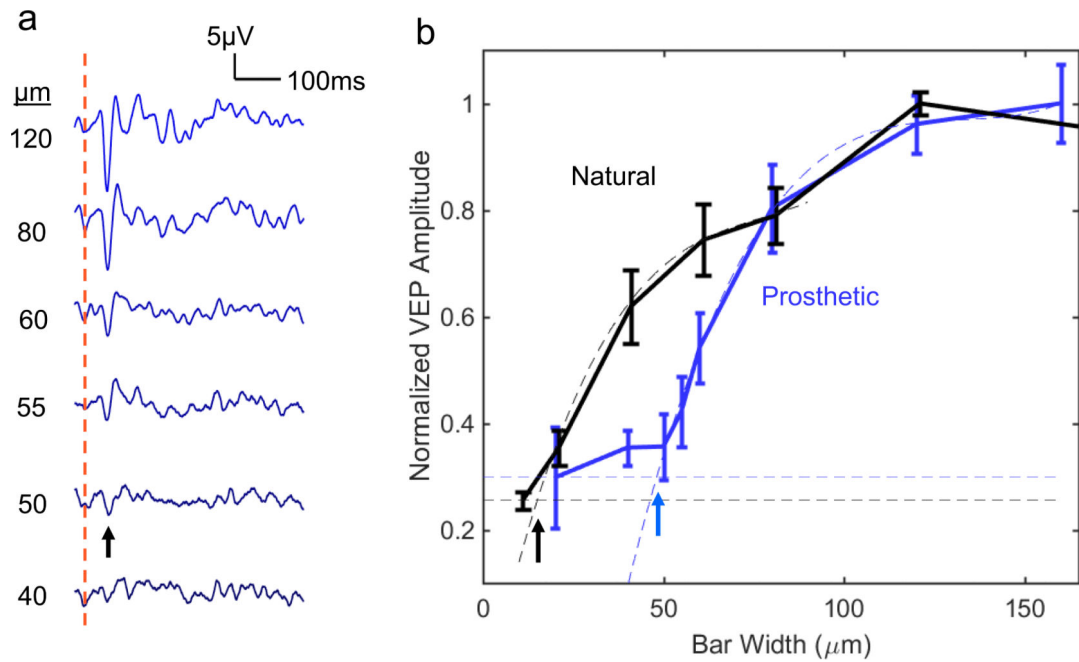 a
5µV
100ms
µm
120
80
60
55
50
40
b
Normalized VEP Amplitude
1
0.8
0.6
0.4
0.2
Natural
Prosthetic
0
50
100
150
Bar Width (µm)